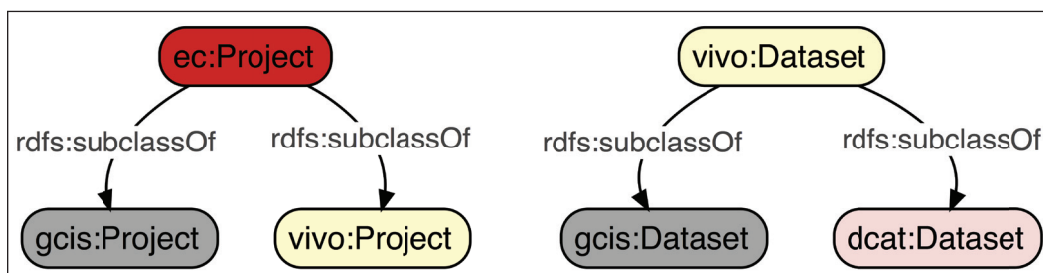 ec:Project
vivo:Dataset
rdfs:subclassOf
rdfs:subclassOf
rdfs:subclassOf
rdfs:subclassOf
gcis:Project
vivo:Project
gcis:Dataset
dcat:Dataset